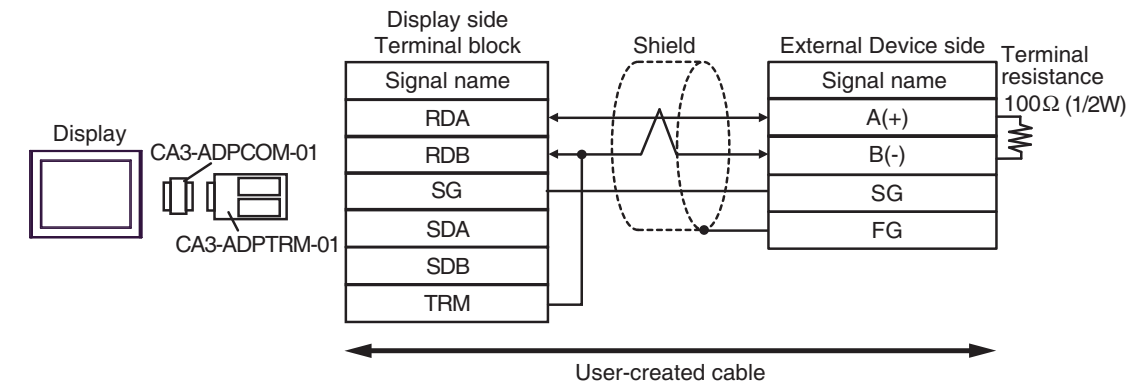 Display side
Terminal block
Shield
External Device side
Terminal
resistance
100Ω (1/2W)
Signal name
Signal name
RDA
A(+)
Display
CA3-ADPCOM-01
RDB
B(-)
SG
SG
CA3-ADPTRM-01
SDA
FG
SDB
TRM
User-created cable